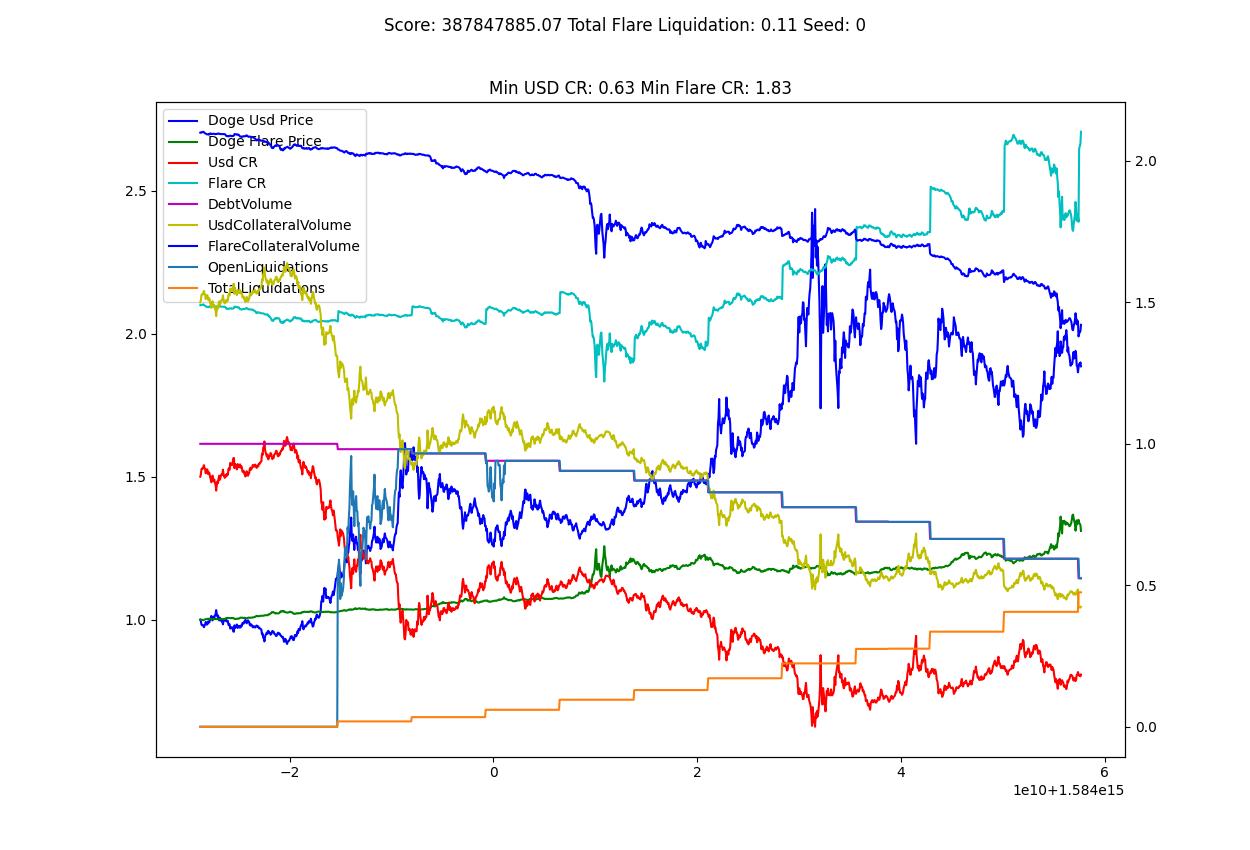 Score: 387847885.07 Total Flare Liquidation: 0.11 Seed: 0
Min USD CR: 0.63 Min Flare CR: 1.83
Doge Usd Price
Doge Flare Price
Usd CR
Flare CR
DebtVolume
UsdCollateralVolume
FlareCollateralVolume
OpenLiquidations
TotalLiquidations
2.5
2.0
1.5
1.0
2.0
1.5
1.0
0.5
0.0
−2
0
2
4
6
1e10+1.584e15